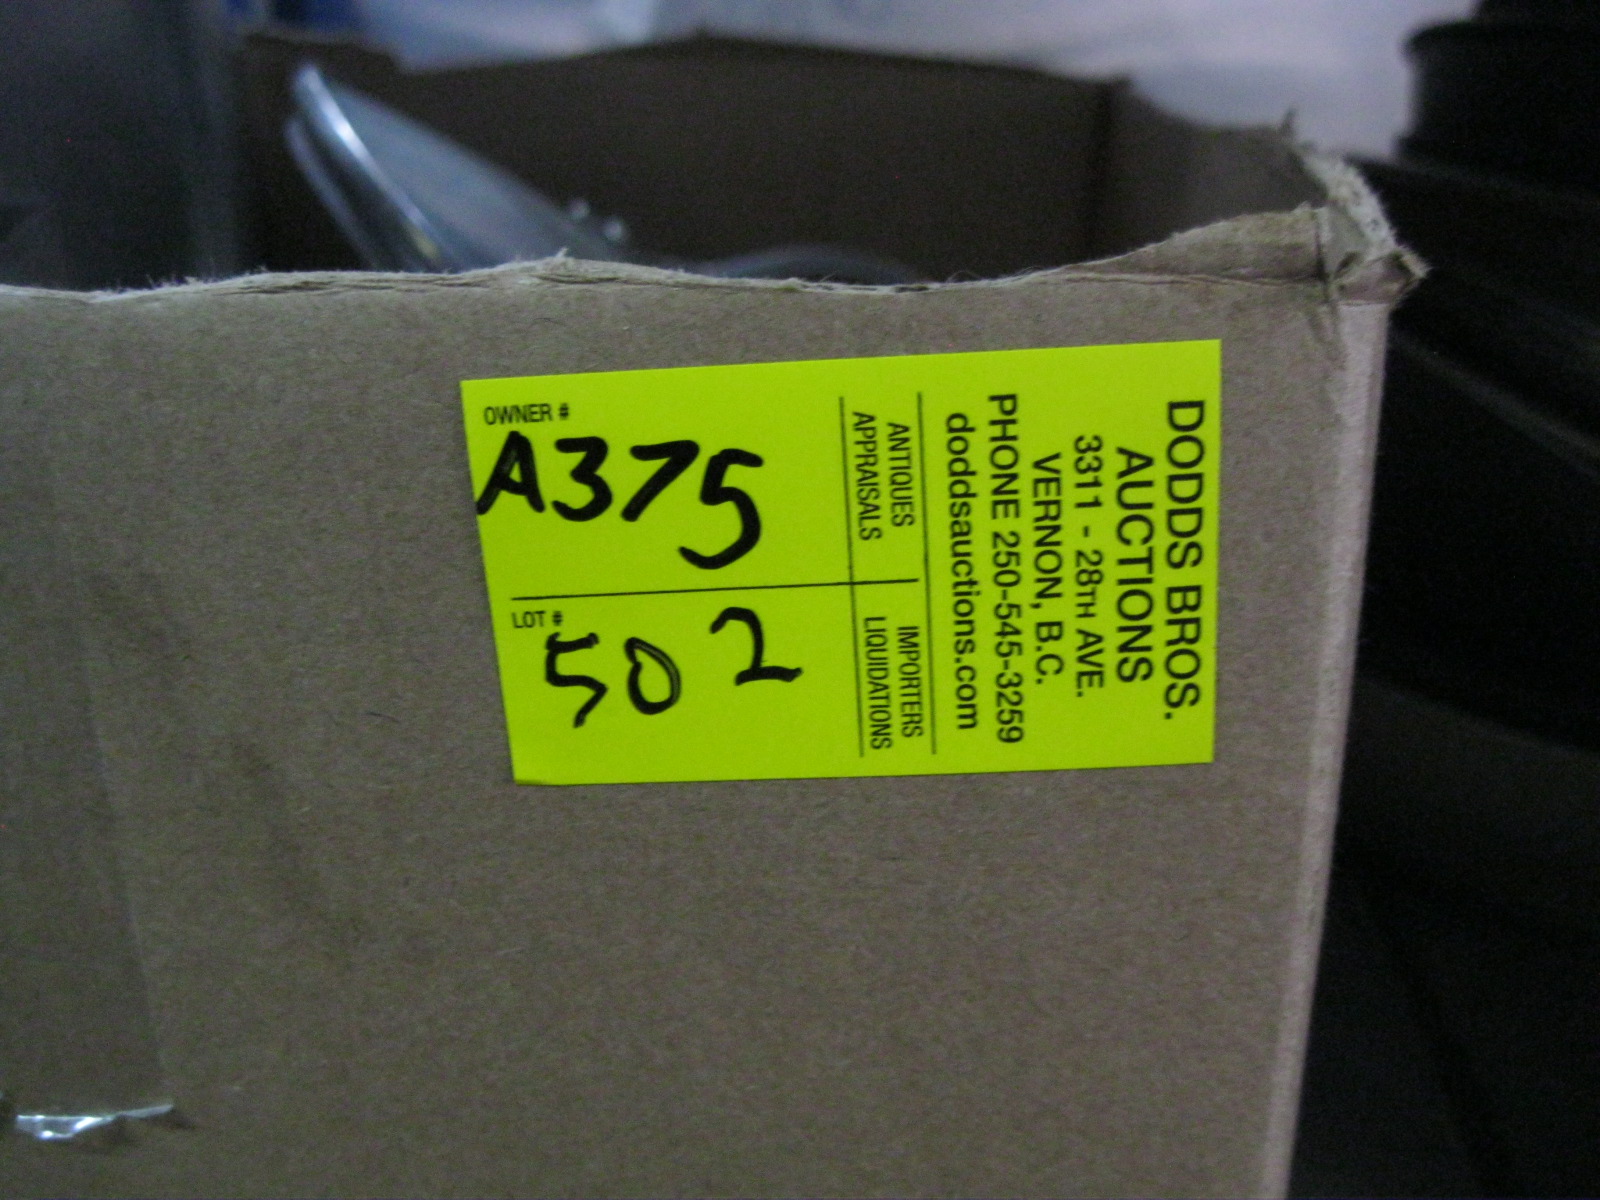 OWNER #
A375
LOT #
502
ANTIQUES
APPRAISALS
IMPORTERS
LIQUIDATIONS
DODDS BROS.
AUCTIONS
3311 - 28TH AVE.
VERNON, B.C.
PHONE 250-545-3259
doddsauctions.com